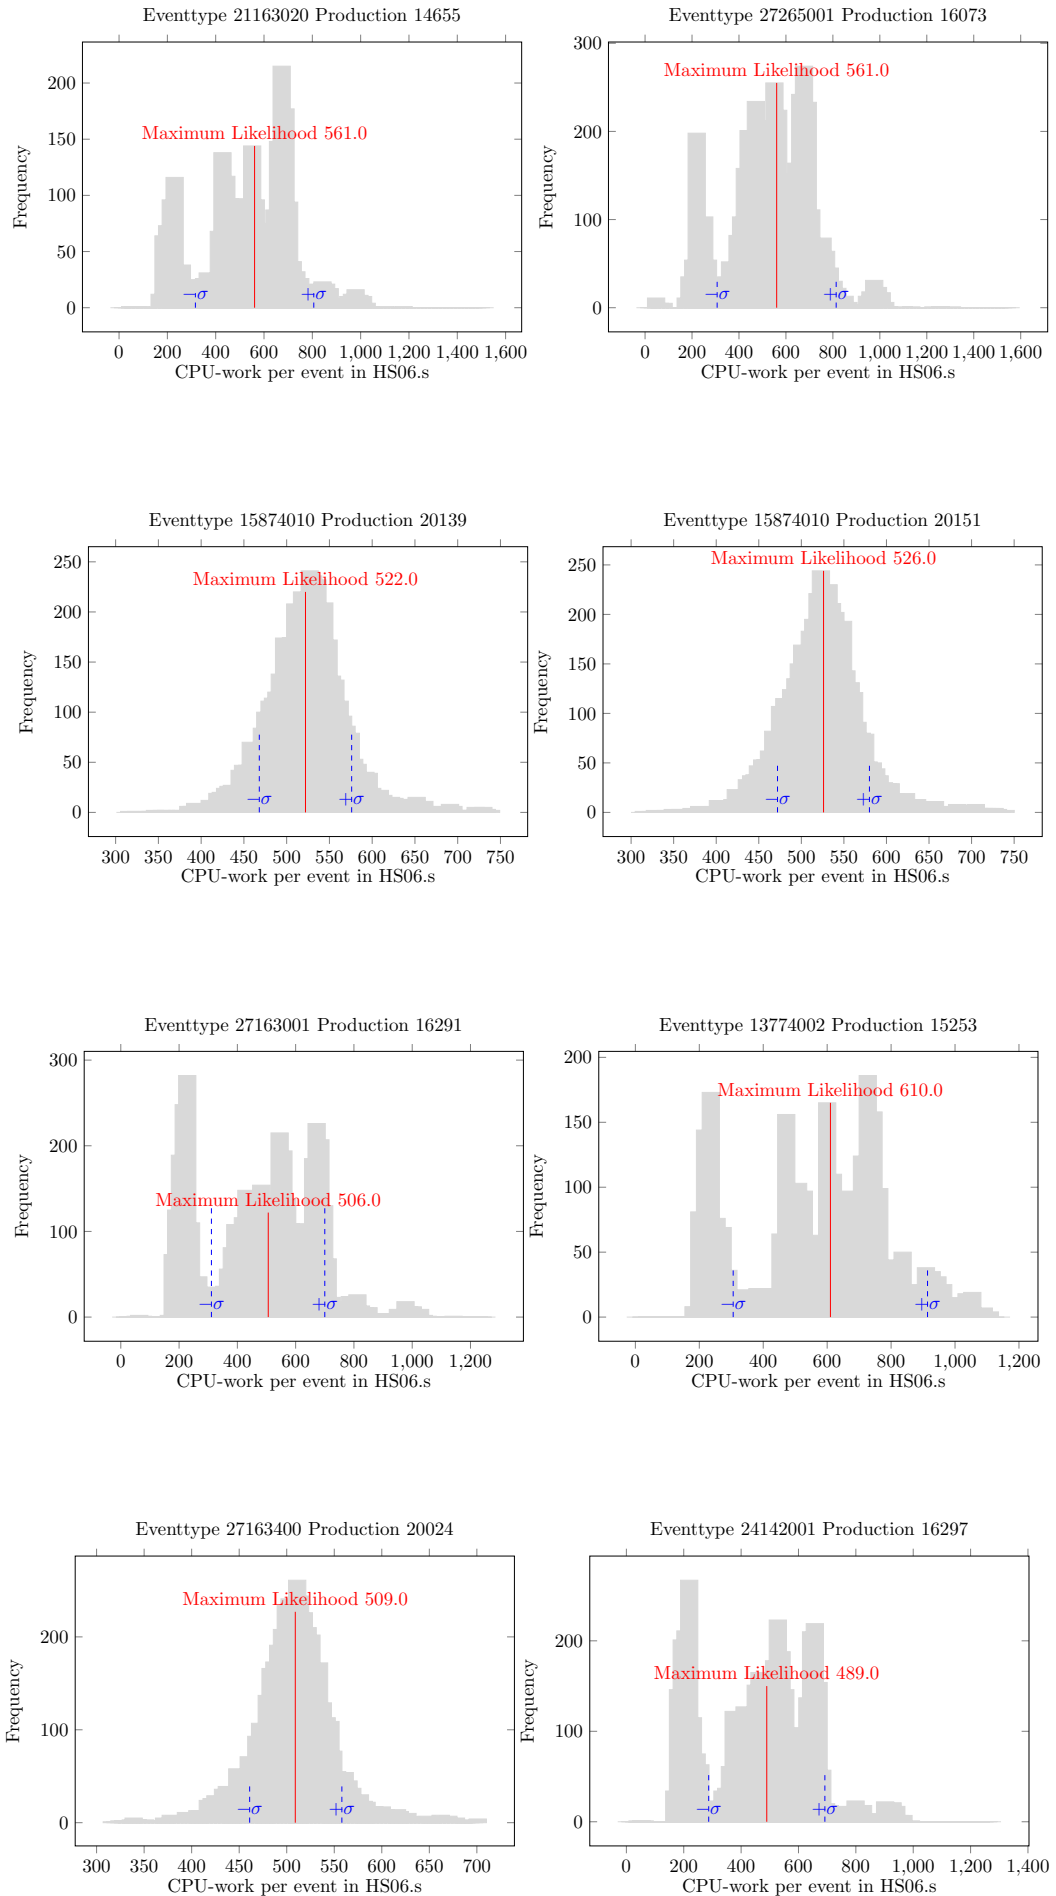 Eventtype 21163020 Production 14655
Maximum Likelihood 561.0
200
150
100
50
0
Frequency
−σ +σ
0 200 400 600 800 1,000 1,200 1,400 1,600
CPU-work per event in HS06.s
Eventtype 27265001 Production 16073
300
Maximum Likelihood 561.0
200
100
0
Frequency
−σ +σ
0 200 400 600 800 1,000 1,200 1,400 1,600
CPU-work per event in HS06.s
Eventtype 15874010 Production 20139
250
Maximum Likelihood 522.0
200
150
100
50
0
Frequency
−σ +σ
300 350 400 450 500 550 600 650 700 750
CPU-work per event in HS06.s
Eventtype 15874010 Production 20151
Maximum Likelihood 526.0
250
200
150
100
50
0
Frequency
−σ +σ
300 350 400 450 500 550 600 650 700 750
CPU-work per event in HS06.s
Eventtype 27163001 Production 16291
300
200
Maximum Likelihood 506.0
100
0
Frequency
−σ +σ
0 200 400 600 800 1,000 1,200
CPU-work per event in HS06.s
Eventtype 13774002 Production 15253
200
Maximum Likelihood 610.0
150
100
50
0
Frequency
−σ +σ
0 200 400 600 800 1,000 1,200
CPU-work per event in HS06.s
Eventtype 27163400 Production 20024
Maximum Likelihood 509.0
200
100
0
Frequency
−σ +σ
300 350 400 450 500 550 600 650 700
CPU-work per event in HS06.s
Eventtype 24142001 Production 16297
200
Maximum Likelihood 489.0
100
0
Frequency
−σ +σ
0 200 400 600 800 1,000 1,200 1,400
CPU-work per event in HS06.s